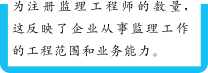 为注册监理工程师的数量，
这反映了企业从事监理工作
的工程范围和业务能力。